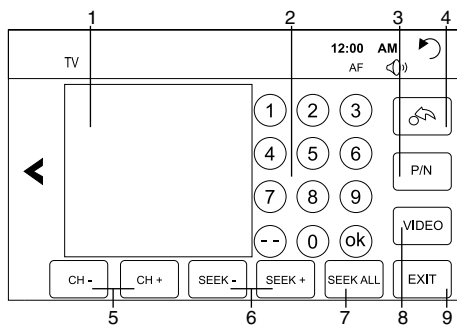 1 2 3 4
12:00 AM
TV AF
1 2 3
4 5 6
P/N
7 8 9
VIDEO
-- 0 ok
CH - CH + SEEK - SEEK + SEEK ALL EXIT
5 6 7 8 9